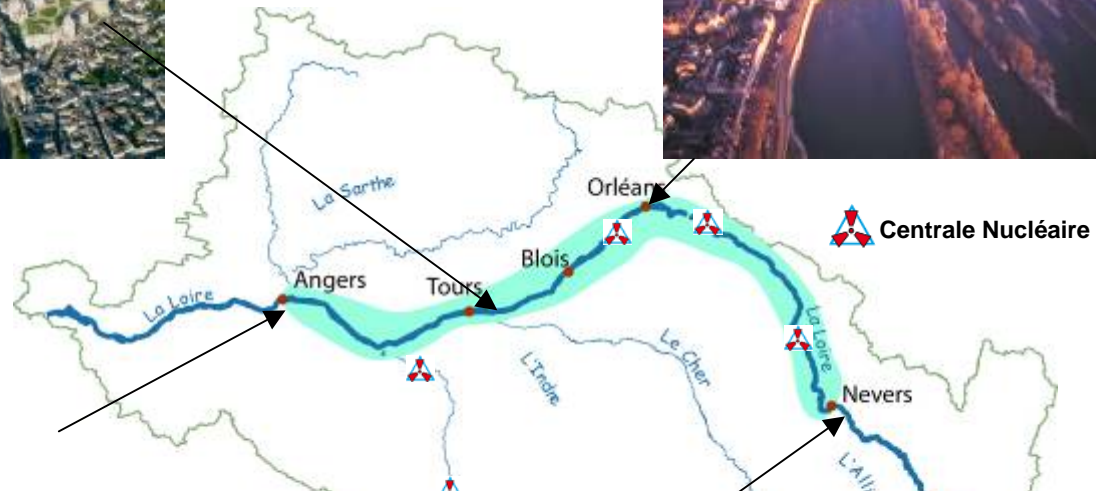 Orléans
La Sarthe
Centrale Nucléaire
Blois
Angers
Tours
La Loire
La Loire
Le Cher
L'Indre
Nevers